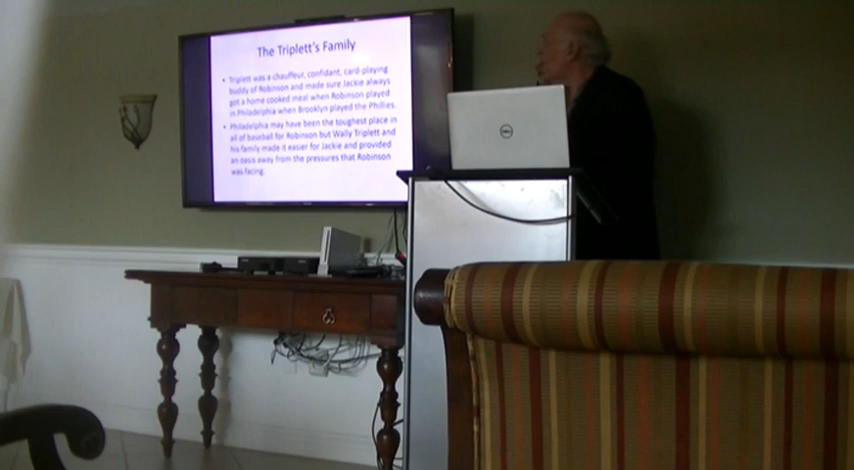 The Triplett's Family
• Triplett was a chauffeur, confidant, card-playing
buddy of Robinson and made sure Jackie always
got a home cooked meal when Robinson played
in Philadelphia when Brooklyn played the Phillies.
• Philadelphia may have been the toughest place in
all of baseball for Robinson but Wally Triplett and
his family made it easier for Jackie and provided
an oasis away from the pressures that Robinson
was facing.
DELL